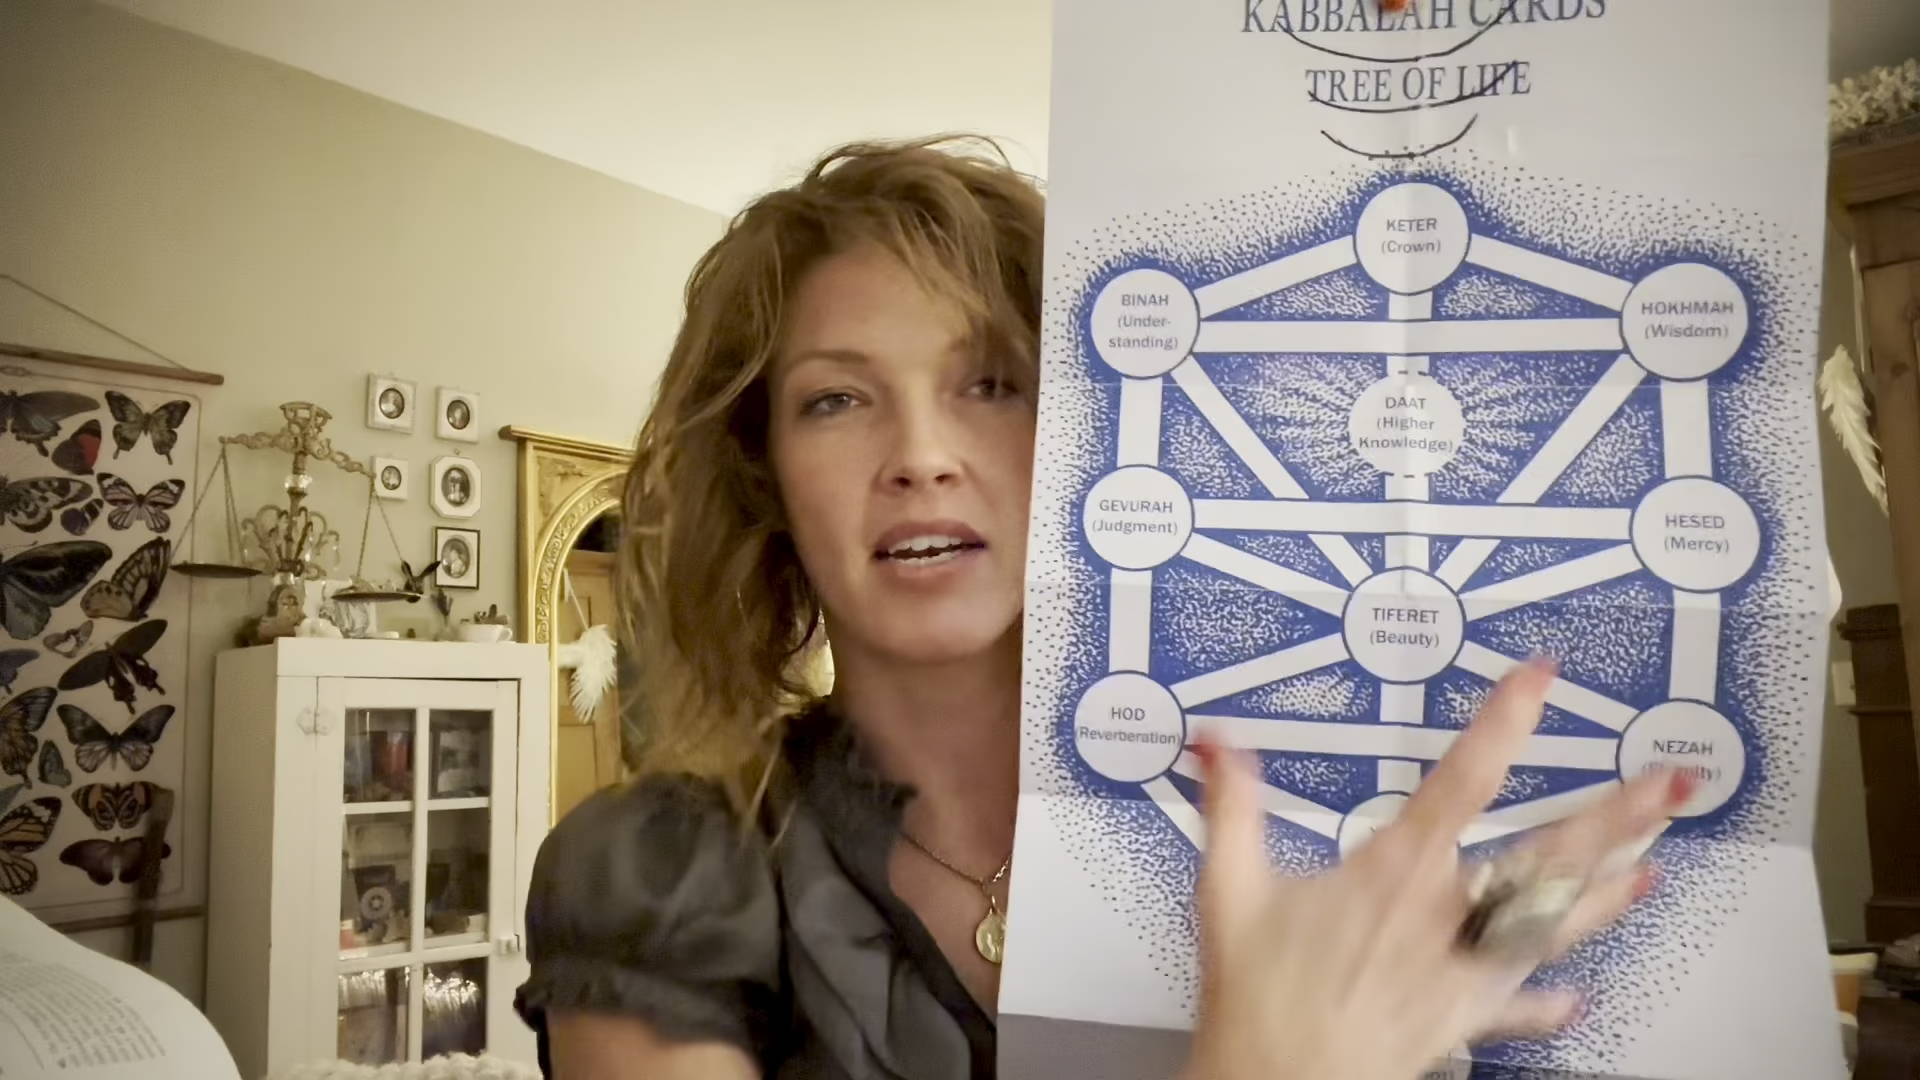 KABBALAH CARDS
TREE OF LIFE
KETER
(Crown)
BINAH
(Under-
standing)
HOKHMAH
(Wisdom)
DAAT
(Higher
Knowledge)
GEVURAH
(Judgment)
HESED
(Mercy)
TIFERET
(Beauty)
HOD
(Reverberation)
NEZAH